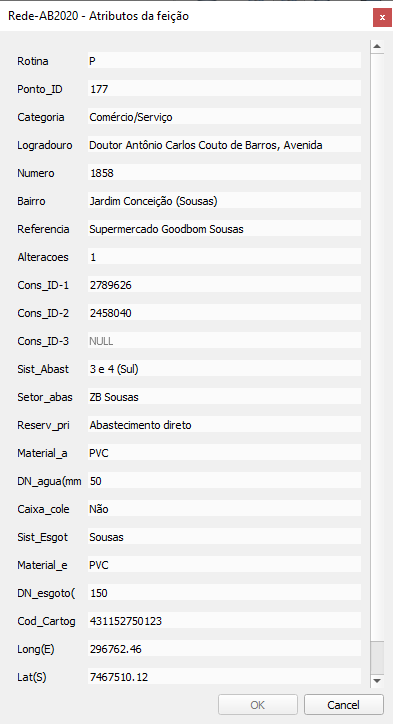 Rede-AB2020 - Atributos da feição
x
Rotina P
Ponto_ID 177
Categoria Comércio/Serviço
Logradouro Doutor Antônio Carlos Couto de Barros, Avenida
Numero 1858
Bairro Jardim Conceição (Sousas)
Referencia Supermercado Goodbom Sousas
Alteracoes 1
Cons_ID-1 2789626
Cons_ID-2 2458040
Cons_ID-3 NULL
Sist_Abast 3 e 4 (Sul)
Setor_abas ZB Sousas
Reserv_pri Abastecimento direto
Material_a PVC
DN_agua(mm 50
Caixa_cole Não
Sist_Esgot Sousas
Material_e PVC
DN_esgoto( 150
Cod_Cartog 431152750123
Long(E) 296762.46
Lat(S) 7467510.12
OK Cancel